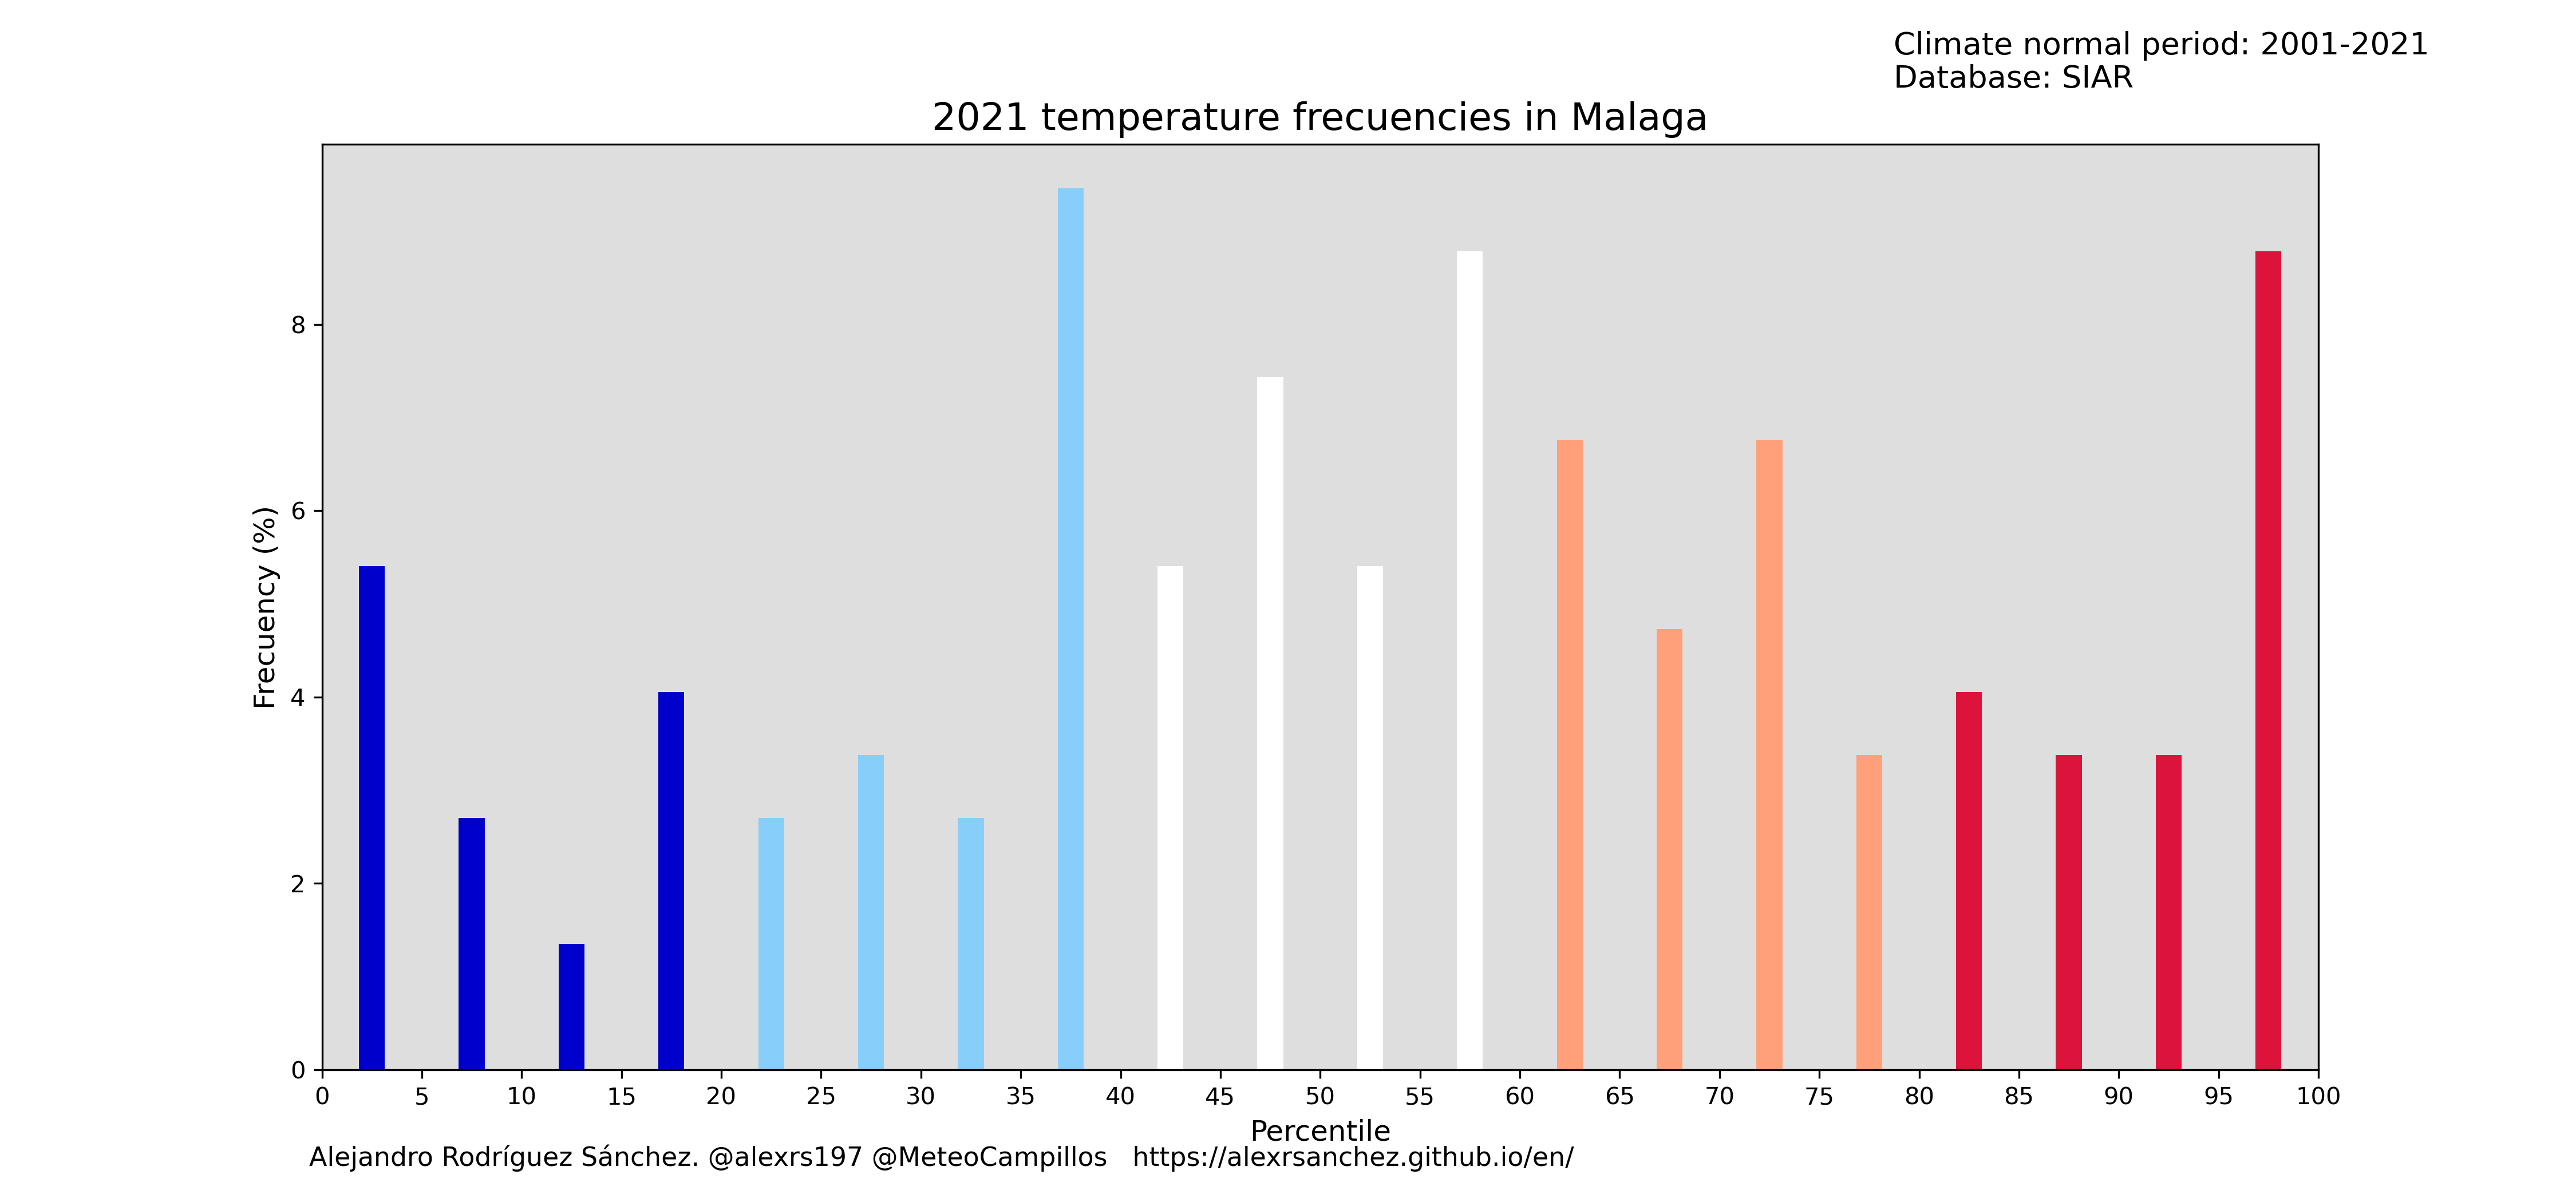 Climate normal period: 2001-2021
Database: SIAR
2021 temperature frecuencies in Malaga
Frecuency (%)
8
6
4
2
0
0 5 10 15 20 25 30 35 40 45 50 55 60 65 70 75 80 85 90 95 100
Percentile
Alejandro Rodríguez Sánchez. @alexrs197 @MeteoCampillos https://alexrsanchez.github.io/en/